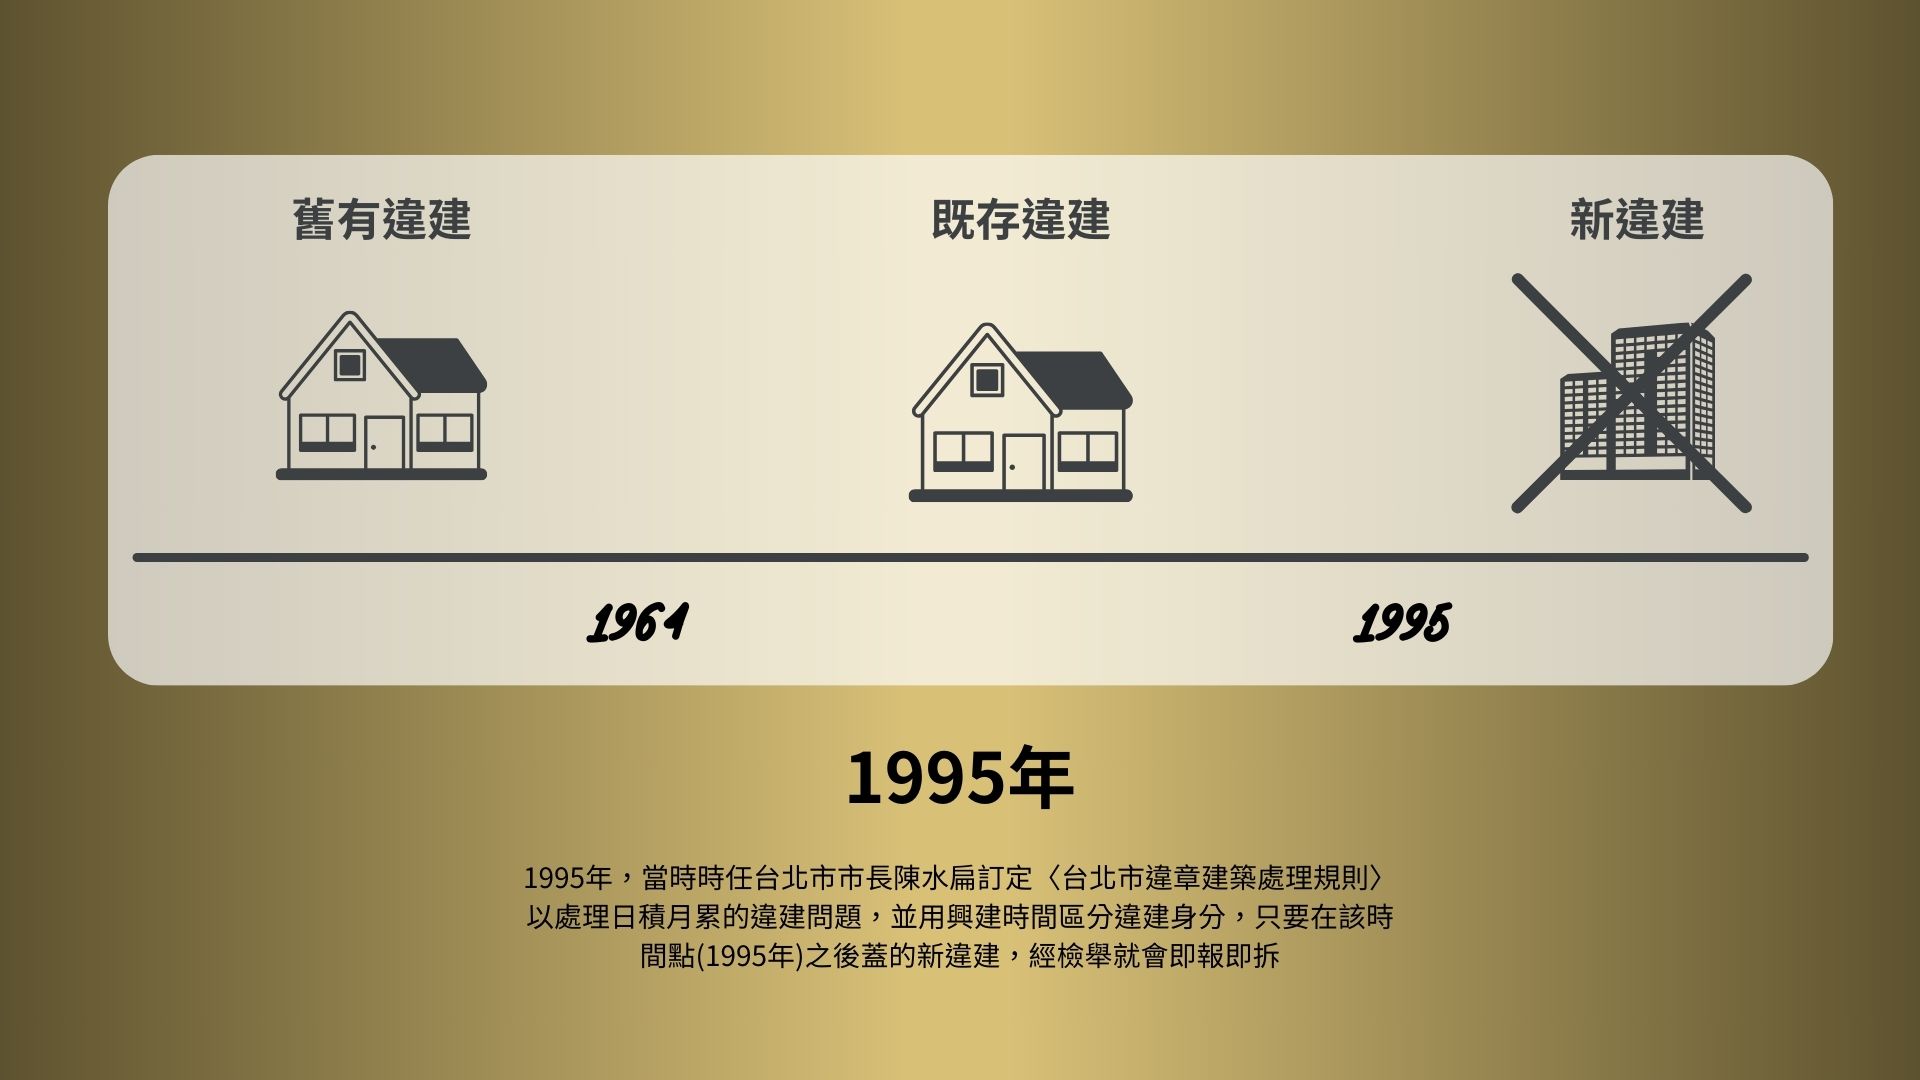 舊有違建
既存違建
新違建
1961
1995
1995年
1995年，當時時任台北市市長陳水扁訂定〈台北市違章建築處理規則〉
以處理日積月累的違建問題，並用興建時間區分違建身分，只要在該時
間點(1995年)之後蓋的新違建，經檢舉就會即報即拆